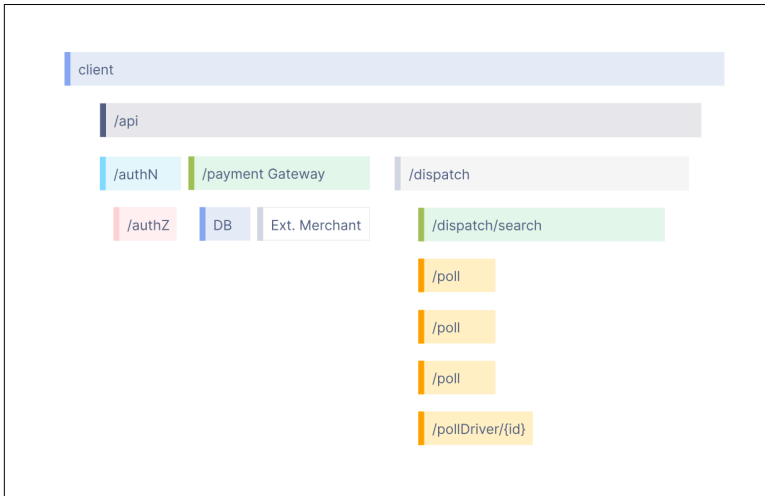 client
/api
/authN
/payment Gateway
/dispatch
/authZ
DB
Ext. Merchant
/dispatch/search
/poll
/poll
/poll
/pollDriver/{id}